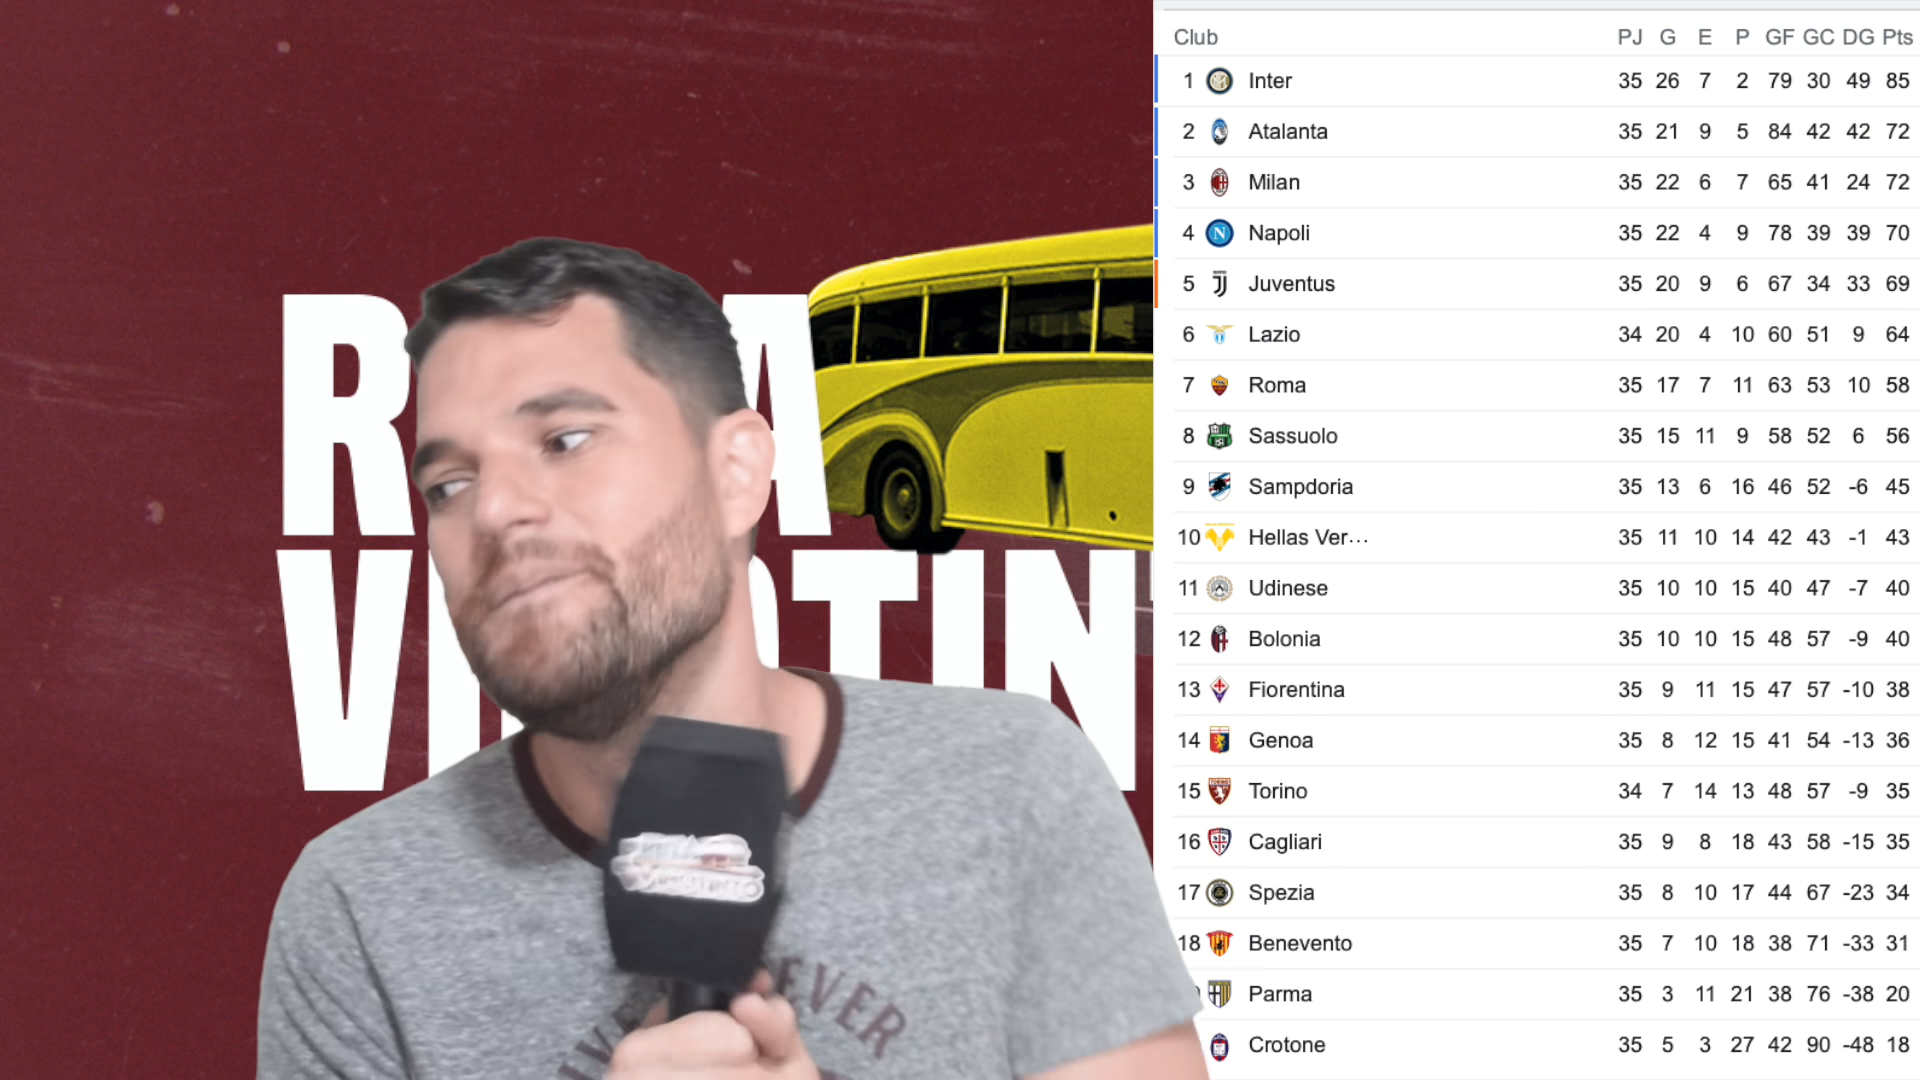 R A
V TIN
EVER
Club PJ G E P GF GC DG Pts
1 Inter 35 26 7 2 79 30 49 85
2 Atalanta 35 21 9 5 84 42 42 72
3 Milan 35 22 6 7 65 41 24 72
4 Napoli 35 22 4 9 78 39 39 70
5 Juventus 35 20 9 6 67 34 33 69
6 Lazio 34 20 4 10 60 51 9 64
7 Roma 35 17 7 11 63 53 10 58
8 Sassuolo 35 15 11 9 58 52 6 56
9 Sampdoria 35 13 6 16 46 52 -6 45
10 Hellas Ver... 35 11 10 14 42 43 -1 43
11 Udinese 35 10 10 15 40 47 -7 40
12 Bolonia 35 10 10 15 48 57 -9 40
13 Fiorentina 35 9 11 15 47 57 -10 38
14 Genoa 35 8 12 15 41 54 -13 36
15 Torino 34 7 14 13 48 57 -9 35
16 Cagliari 35 9 8 18 43 58 -15 35
17 Spezia 35 8 10 17 44 67 -23 34
18 Benevento 35 7 10 18 38 71 -33 31
Parma 35 3 11 21 38 76 -38 20
Crotone 35 5 3 27 42 90 -48 18